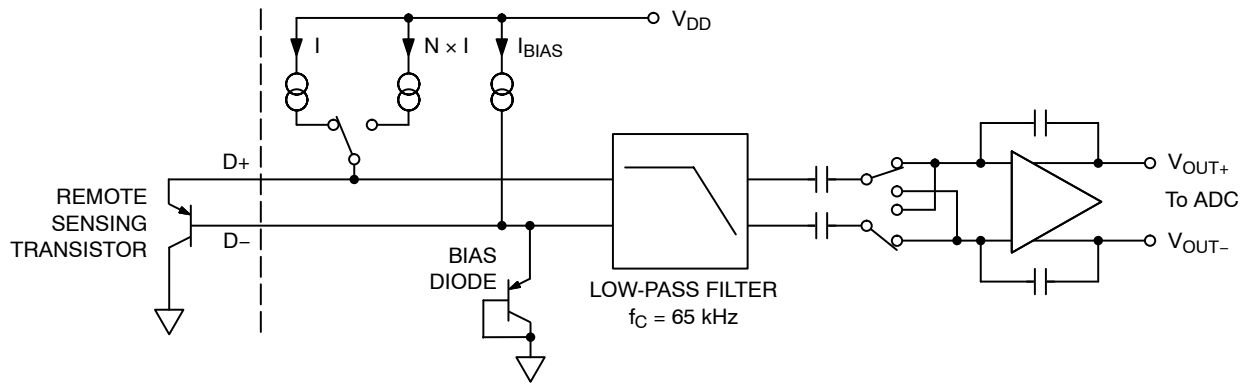 V_DD
I
N × I
I_BIAS
D+
REMOTE
SENSING
TRANSISTOR
D−
BIAS
DIODE
LOW-PASS FILTER
f_C = 65 kHz
V_OUT+
To ADC
V_OUT−